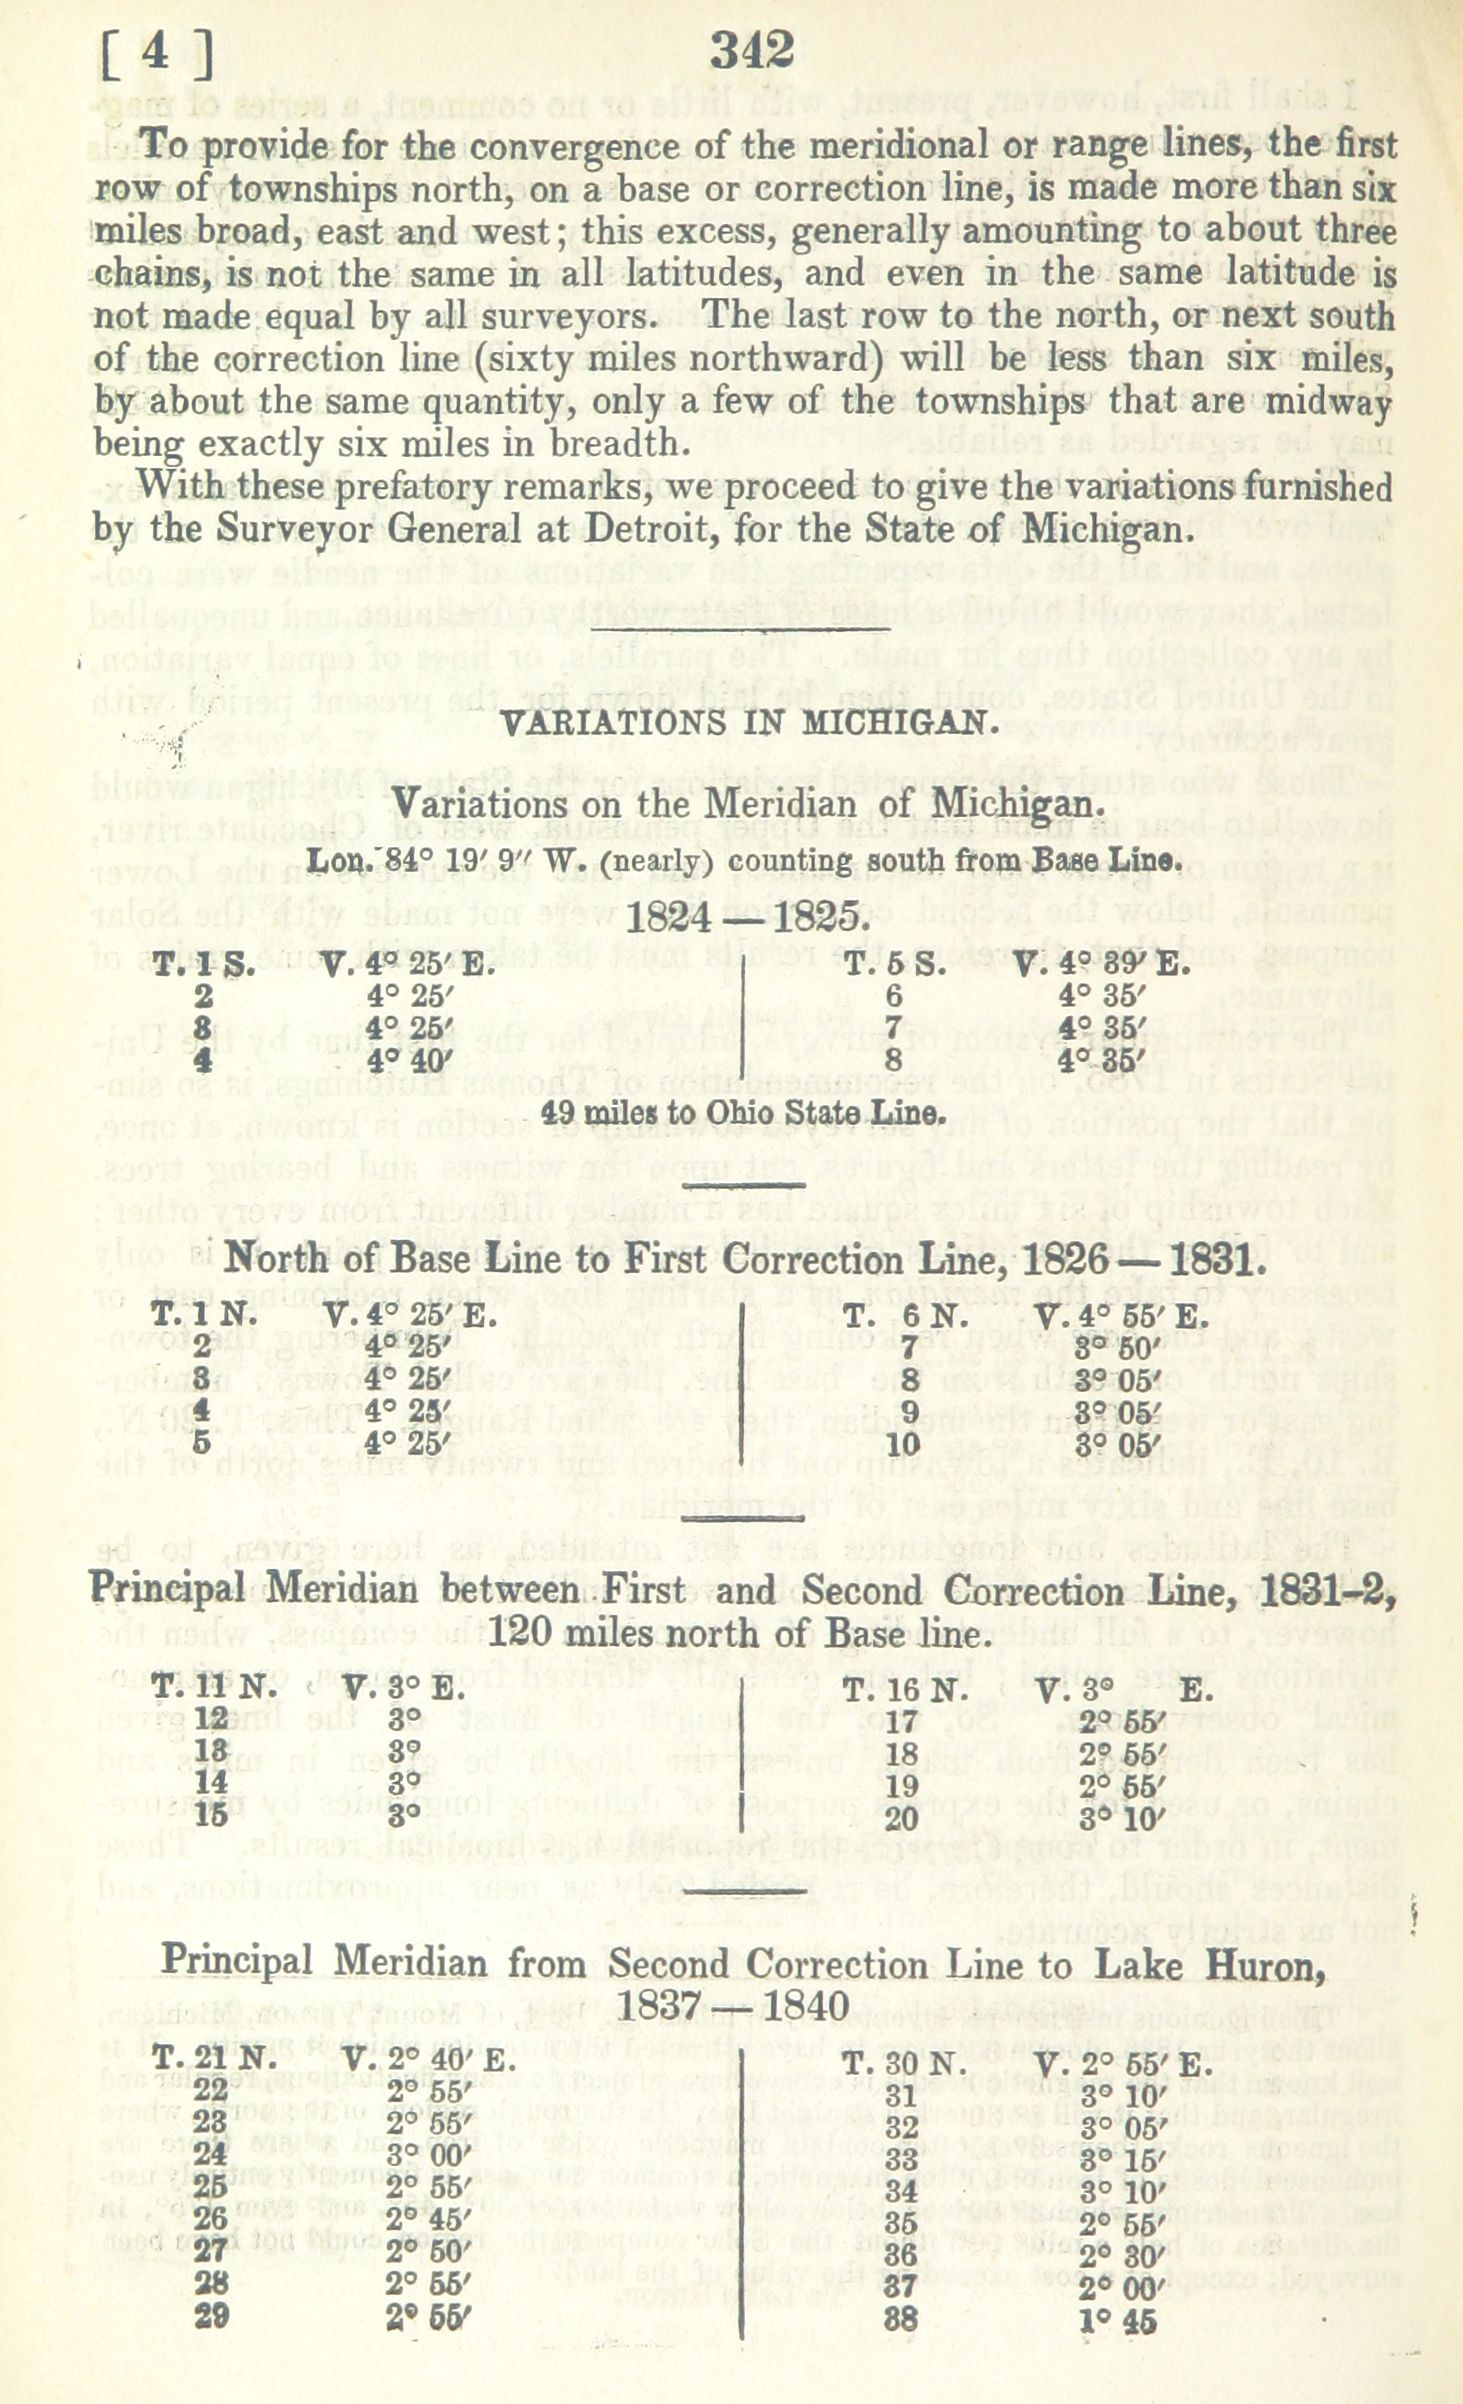 [ 4 ] 342
To provide for the convergence of the meridional or range lines, the first
row of townships north, on a base or correction line, is made more than six
miles broad, east and west; this excess, generally amounting to about three
chains, is not the same in all latitudes, and even in the same latitude is
not made equal by all surveyors. The last row to the north, or next south
of the correction line (sixty miles northward) will be less than six miles,
by about the same quantity, only a few of the townships that are midway
being exactly six miles in breadth.
With these prefatory remarks, we proceed to give the variations furnished
by the Surveyor General at Detroit, for the State of Michigan.
VARIATIONS IN MICHIGAN.
Variations on the Meridian of Michigan.
Lon. 84° 19′ 9″ W. (nearly) counting south from Base Line.
1824 — 1825.
T. 1 S. V. 4° 25′ E. T. 5 S. V. 4° 39′ E.
2 4° 25′ 6 4° 35′
3 4° 25′ 7 4° 35′
4 4° 40′ 8 4° 35′
49 miles to Ohio State Line.
North of Base Line to First Correction Line, 1826 — 1831.
T. 1 N. V. 4° 25′ E. T. 6 N. V. 4° 55′ E.
2 4° 25′ 7 3° 50′
3 4° 25′ 8 3° 05′
4 4° 25′ 9 3° 05′
5 4° 25′ 10 3° 05′
Principal Meridian between First and Second Correction Line, 1831–2,
120 miles north of Base line.
T. 11 N. V. 3° E. T. 16 N. V. 3° E.
12 3° 17 2° 55′
13 3° 18 2° 55′
14 3° 19 2° 55′
15 3° 20 3° 10′
Principal Meridian from Second Correction Line to Lake Huron,
1837 — 1840
T. 21 N. V. 2° 40′ E. T. 30 N. V. 2° 55′ E.
22 2° 55′ 31 3° 10′
23 2° 55′ 32 3° 05′
24 3° 00′ 33 3° 15′
25 2° 55′ 34 3° 10′
26 2° 45′ 35 2° 55′
27 2° 50′ 36 2° 30′
28 2° 55′ 37 2° 00′
29 2° 55′ 38 1° 45